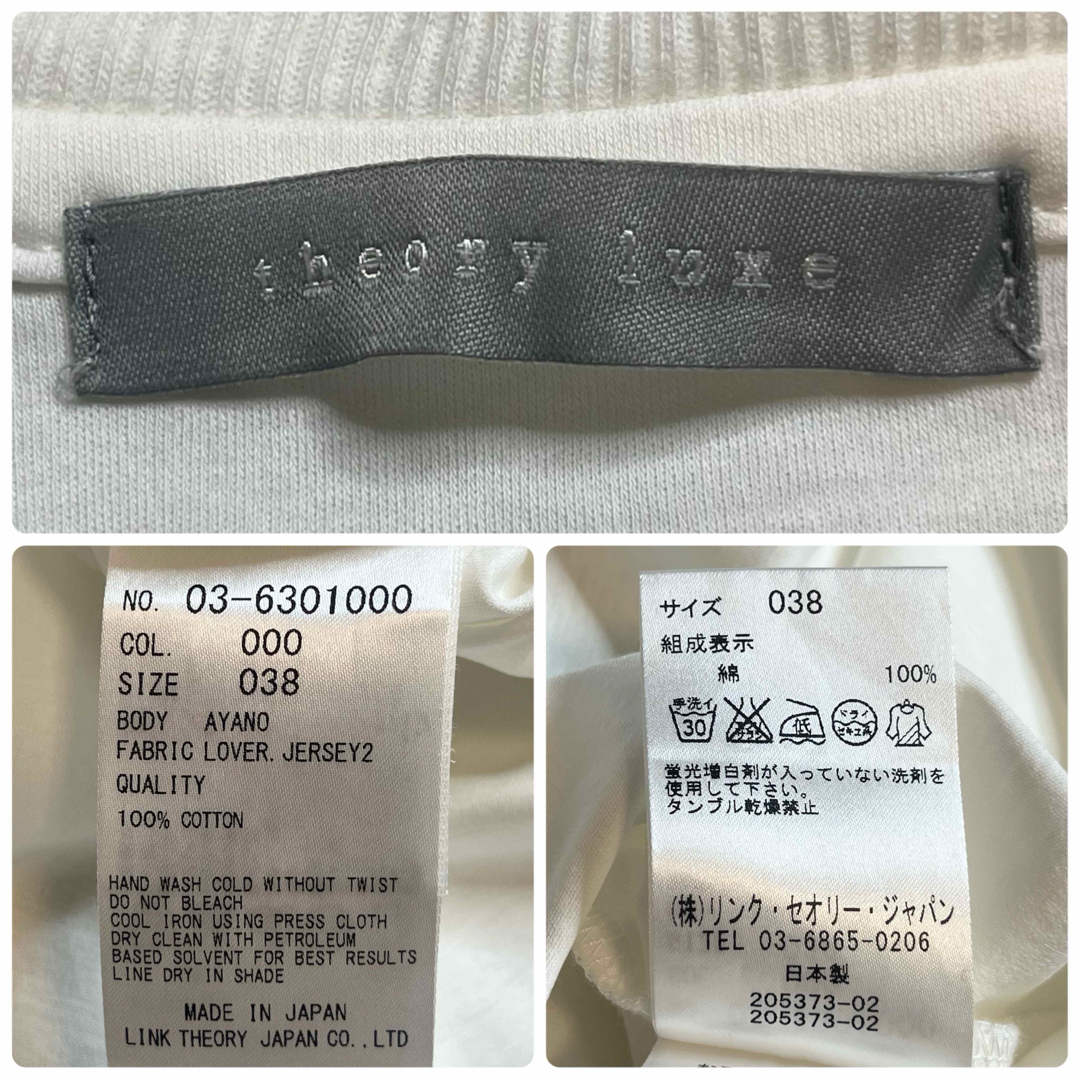 theory luxe
NO. 03-6301000
COL. 000
SIZE 038
BODY AYANO
FABRIC LOVER. JERSEY2
QUALITY
100% COTTON
HAND WASH COLD WITHOUT TWIST
DO NOT BLEACH
COOL IRON USING PRESS CLOTH
DRY CLEAN WITH PETROLEUM
BASED SOLVENT FOR BEST RESULTS
LINE DRY IN SHADE
MADE IN JAPAN
LINK THEORY JAPAN CO.,LTD
サイズ 038
組成表示
綿 100%
手洗イ 30 低 ドライ セキユ系
蛍光増白剤が入っていない洗剤を
使用して下さい。
タンブル乾燥禁止
(株)リンク・セオリー・ジャパン
TEL 03-6865-0206
日本製
205373-02
205373-02